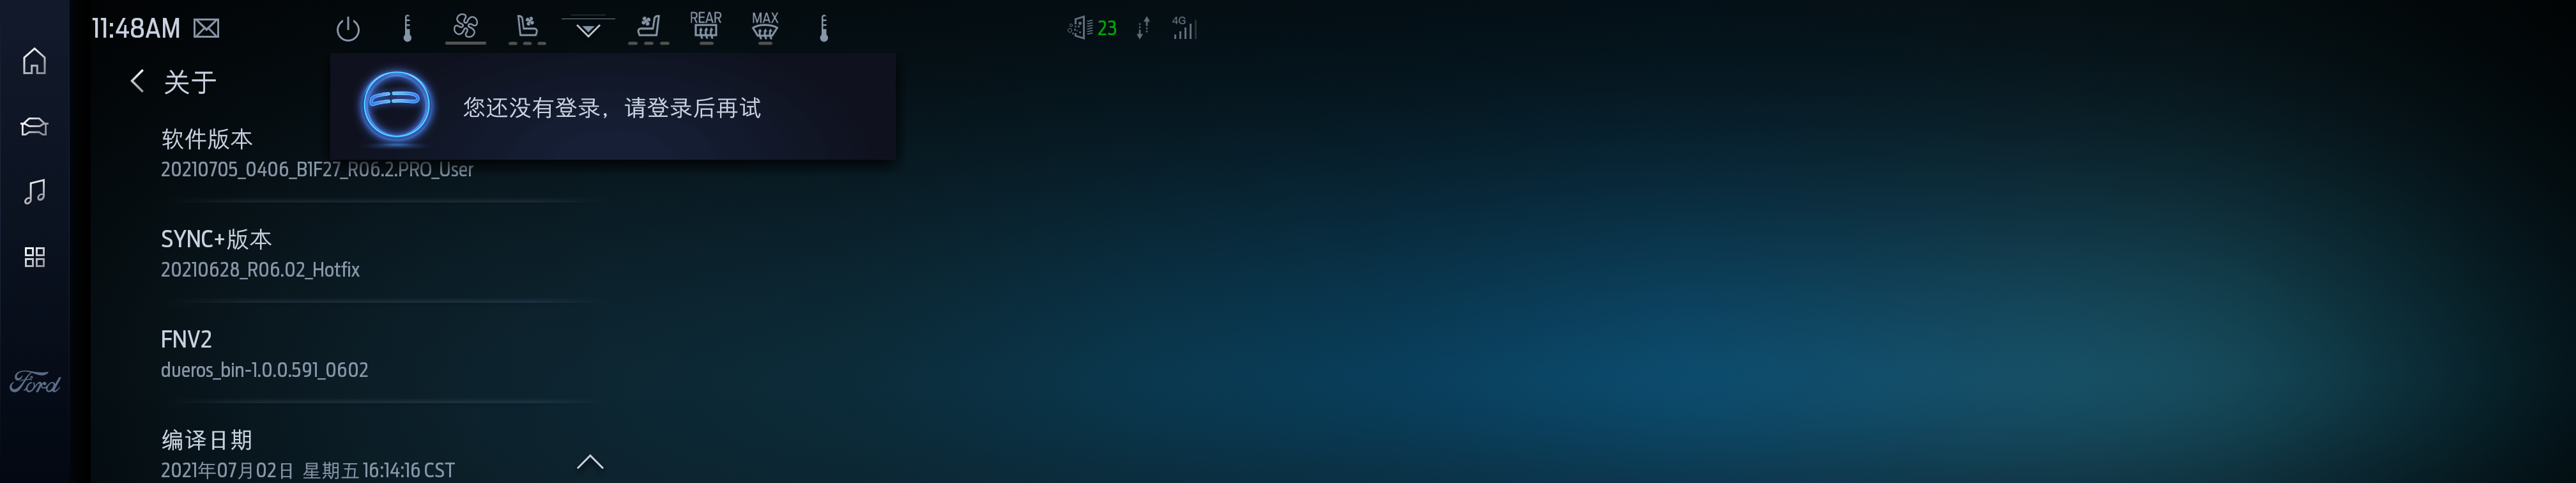 11:48AM
REAR
MAX
23
4G
关于
您还没有登录，请登录后再试
软件版本
20210705_0406_B1F27_R06.2.PRO_User
SYNC+版本
20210628_R06.02_Hotfix
FNV2
dueros_bin-1.0.0.591_0602
Ford
编译日期
2021年07月02日 星期五 16:14:16 CST